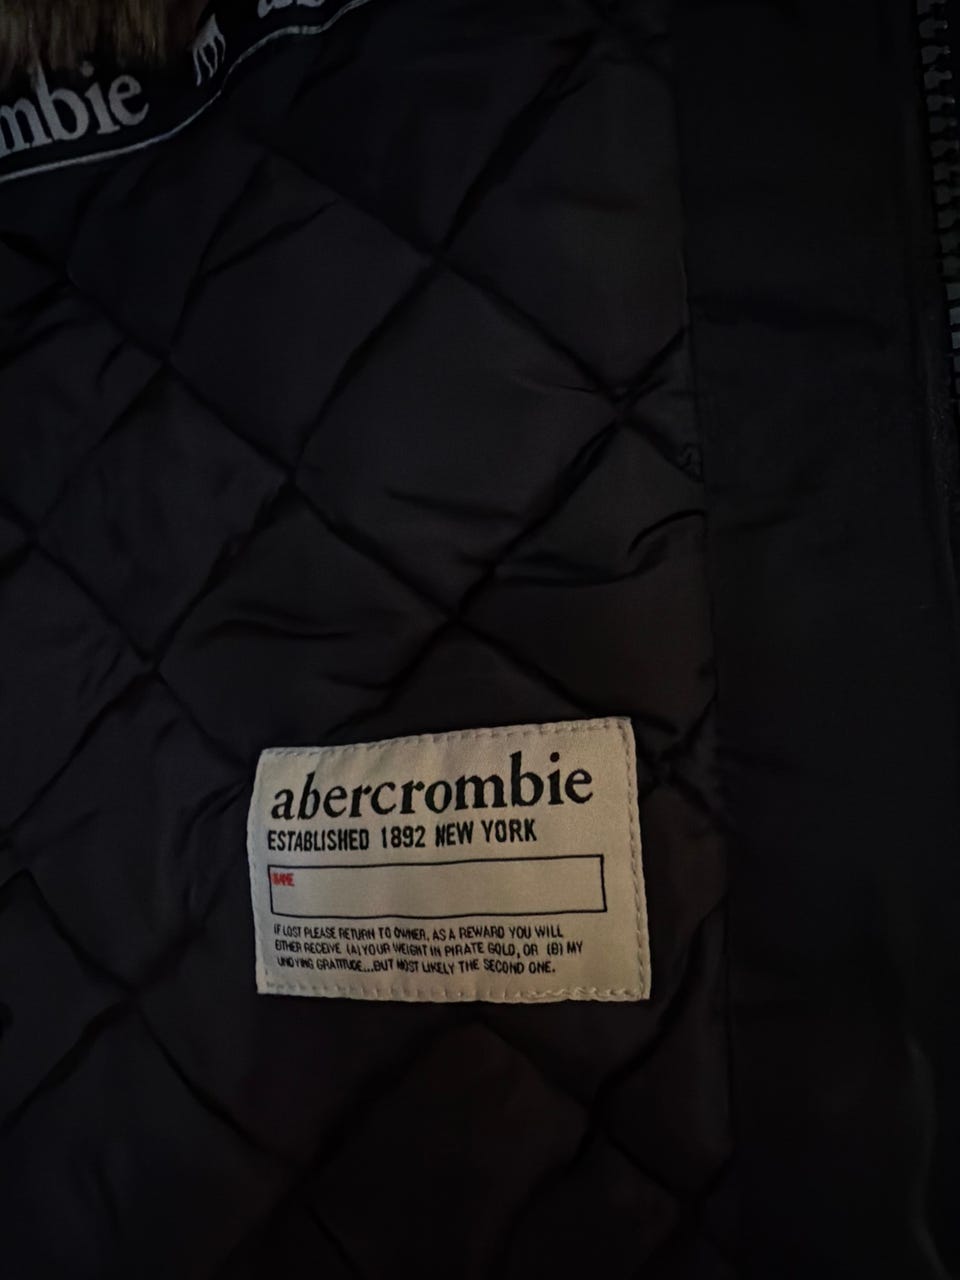 mbie
abercrombie
ESTABLISHED 1892 NEW YORK
NAME
IF LOST PLEASE RETURN TO OWNER, AS A REWARD YOU WILL
EITHER RECEIVE (A) YOUR WEIGHT IN PIRATE GOLD, OR (B) MY
UNDYING GRATITUDE...BUT MOST LIKELY THE SECOND ONE.